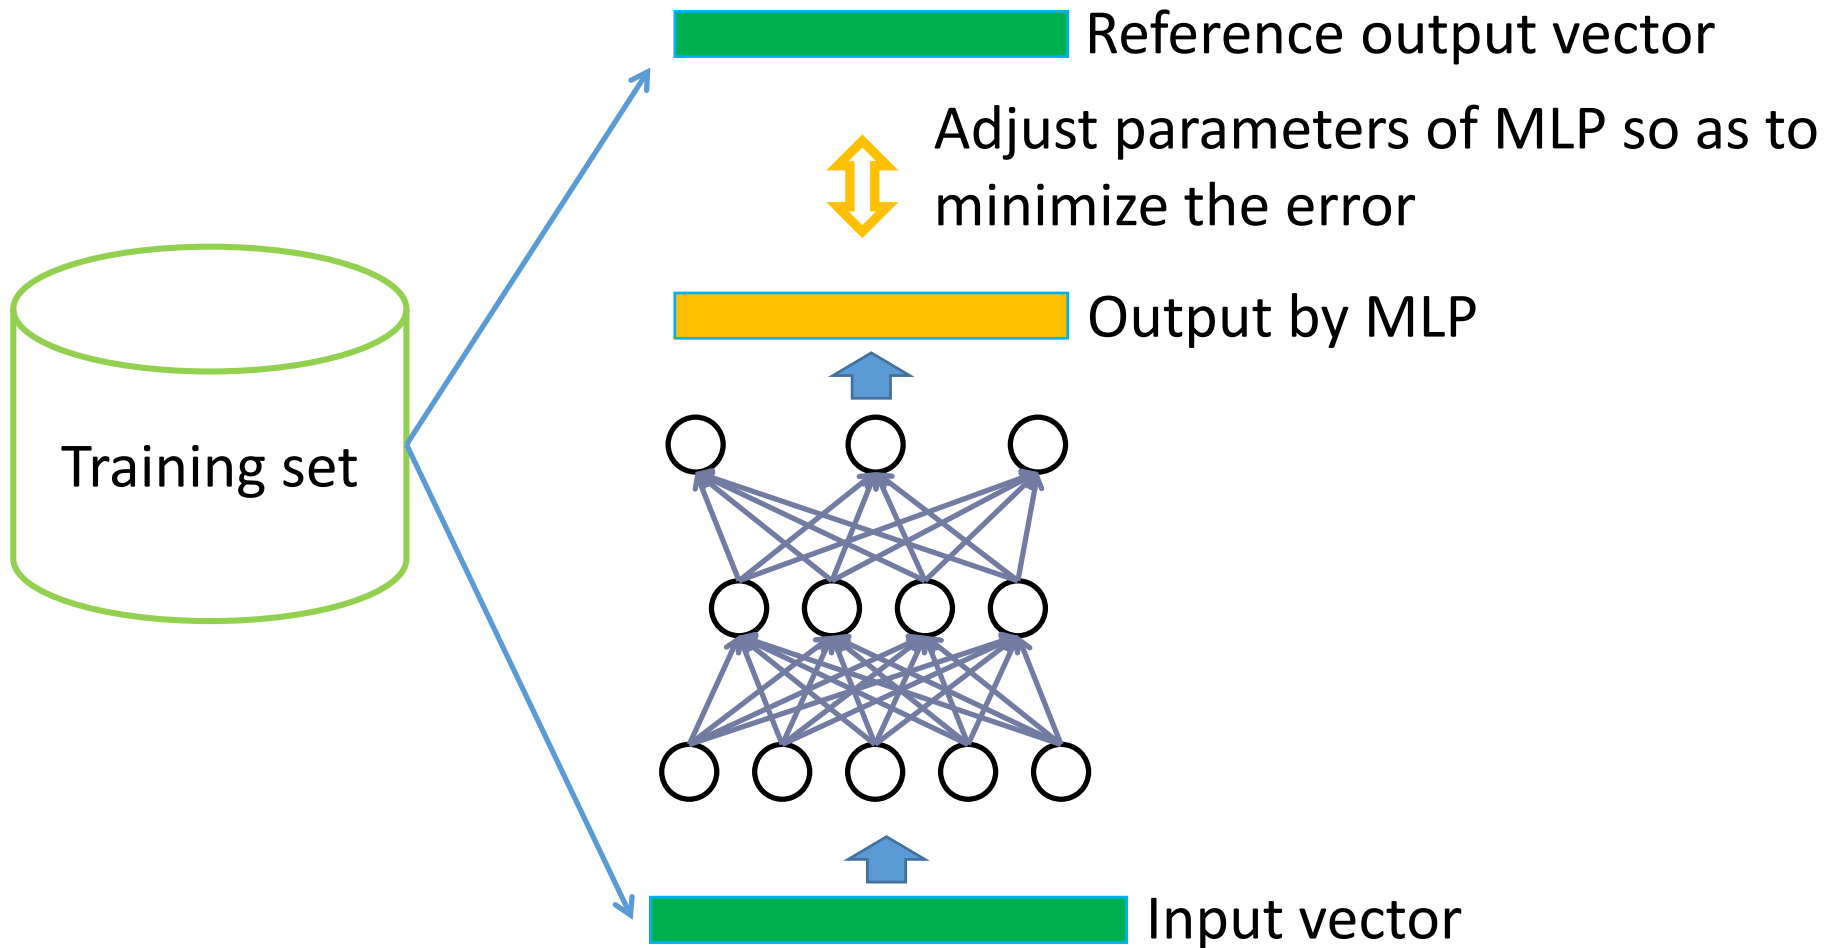 Reference output vector
Adjust parameters of MLP so as to
minimize the error
Output by MLP
Training set
Input vector